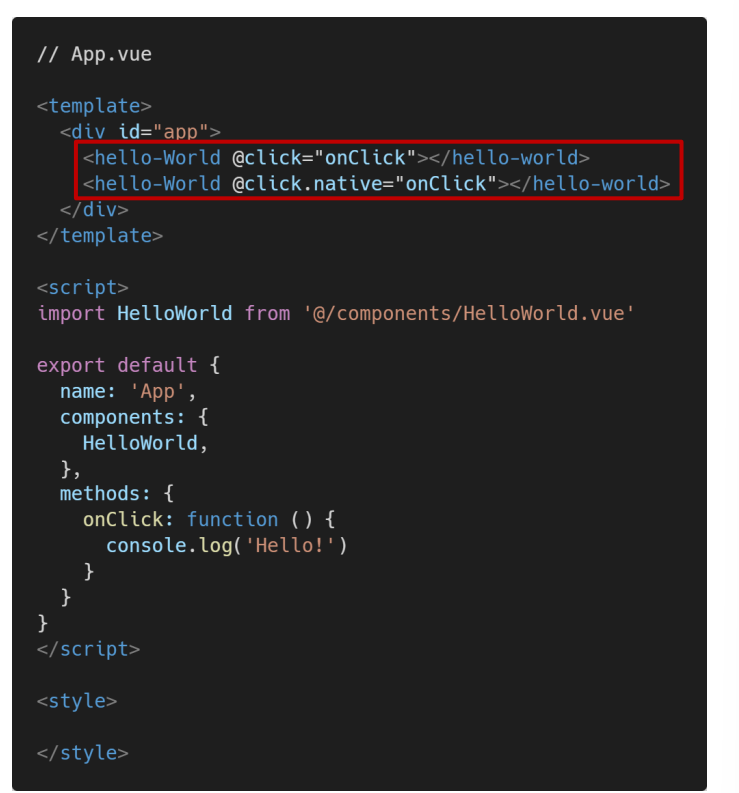 // App.vue
<template>
<div id="app">
<hello-World @click="onClick"></hello-world>
<hello-World @click.native="onClick"></hello-world>
</div>
</template>
<script>
import HelloWorld from '@/components/HelloWorld.vue'
export default {
name: 'App',
components: {
HelloWorld,
},
methods: {
onClick: function () {
console.log('Hello!')
}
}
}
</script>
<style>
</style>